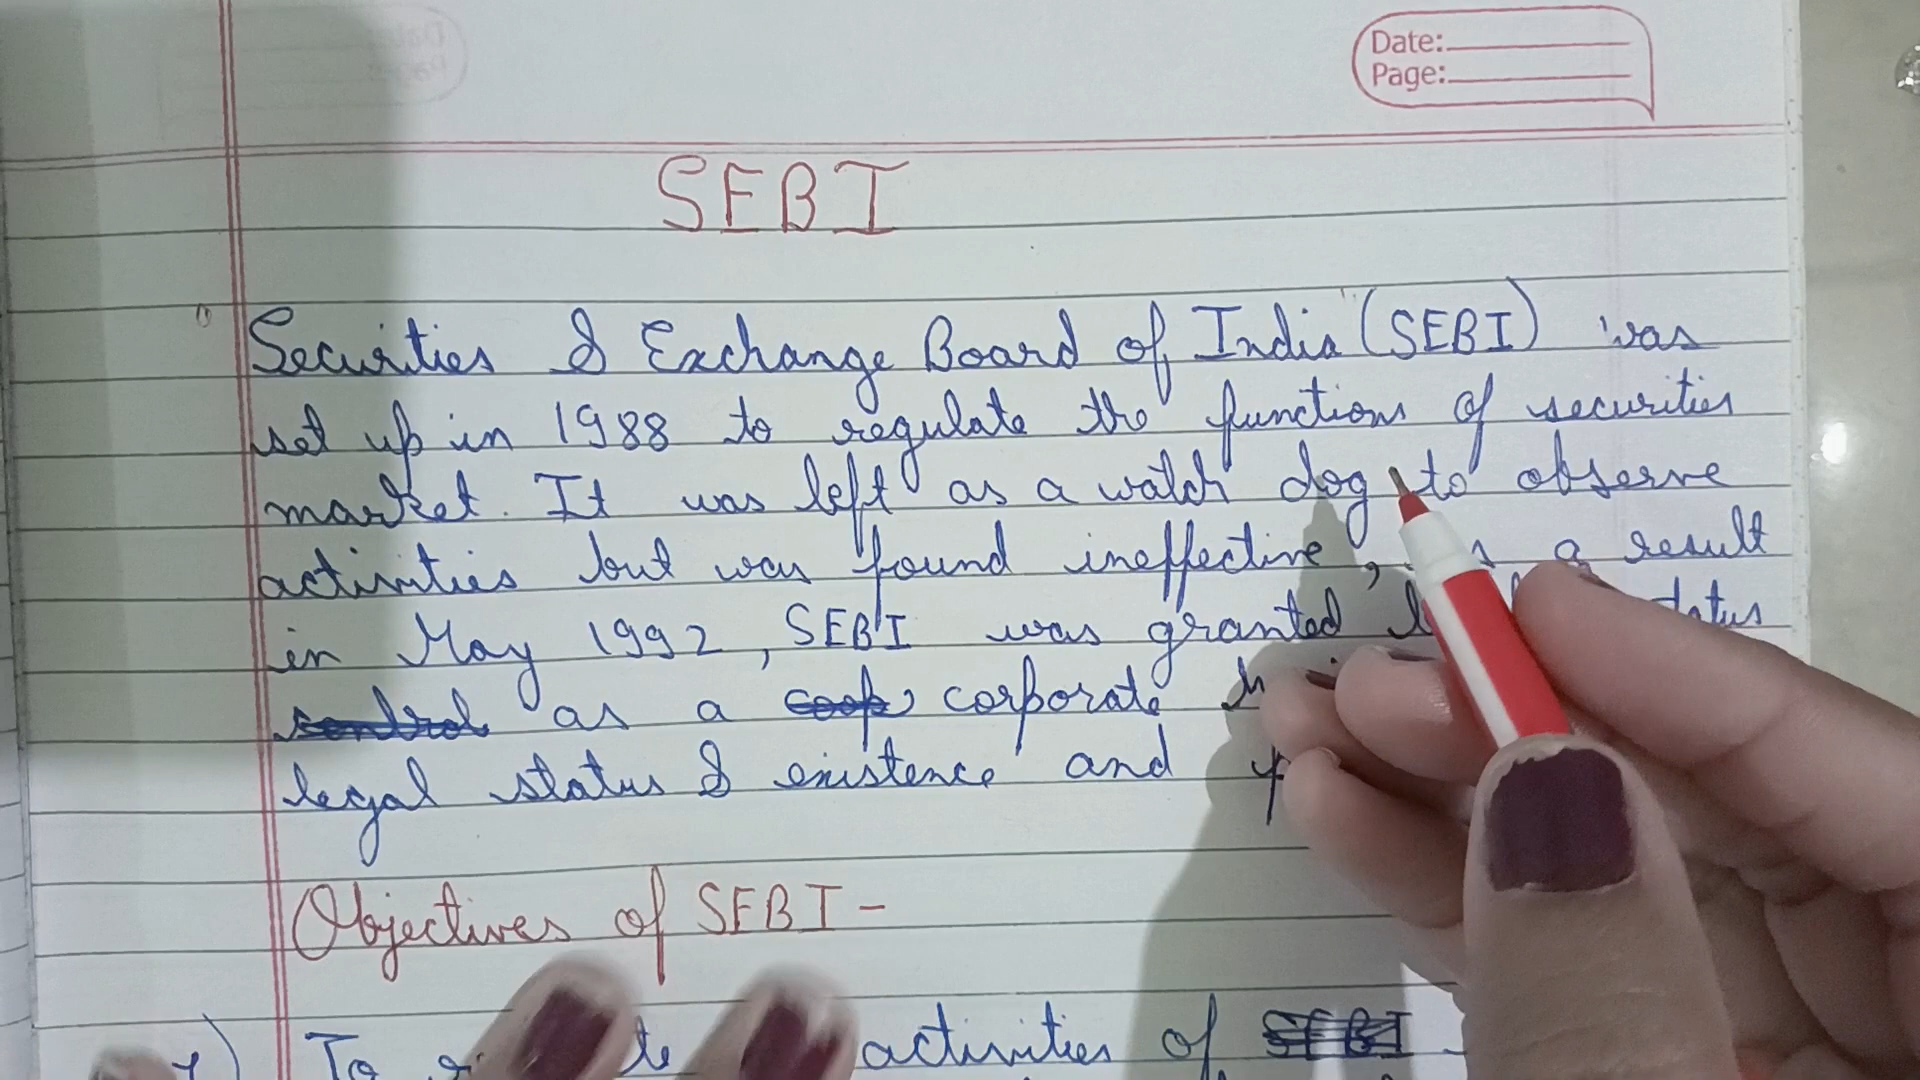 Date:
Page:
SEBI
Securities & Exchange Board of India (SEBI) was
set up in 1988 to regulate the functions of securities
market. It was left as a watch dog to observe
activities but was found ineffective, a result
in May 1992, SEBI was granted
as a corporate
legal status & existence and
Objectives of SEBI -
To activities of SEBI